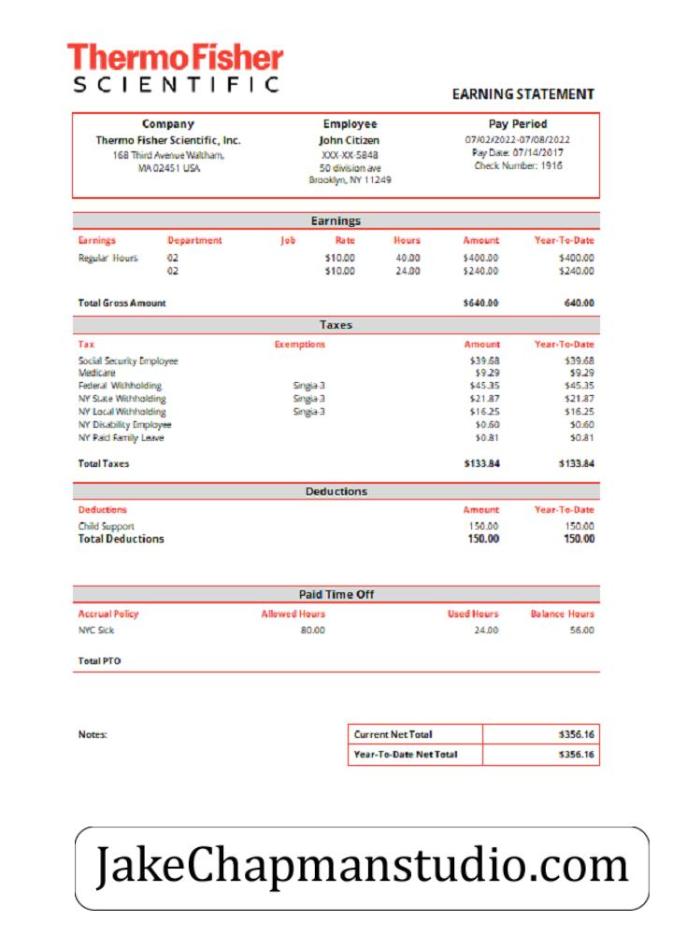 ThermoFisher
SCIENTIFIC
EARNING STATEMENT
Company Employee Pay Period
Thermo Fisher Scientific, Inc. John Citizen 07/02/2022-07/08/2022
168 Third Avenue Waltham, XXX-XX-5848 Pay Date: 07/14/2017
MA 02451 USA 50 division ave Check Number: 1916
Brooklyn, NY 11249
Earnings
Earnings Department Job Rate Hours Amount Year-To-Date
Regular Hours 02 $10.00 40.00 $400.00 $400.00
02 $10.00 24.00 $240.00 $240.00
Total Gross Amount $640.00 640.00
Taxes
Tax Exemptions Amount Year-To-Date
Social Security Employee $39.68 $39.68
Medicare $9.29 $9.29
Federal Withholding Singia-3 $45.35 $45.35
NY State Withholding Singia-3 $21.87 $21.87
NY Local Withholding Singia-3 $16.25 $16.25
NY Disability Employee $0.60 $0.60
NY Paid Family Leave $0.81 $0.81
Total Taxes $133.84 $133.84
Deductions
Deductions Amount Year-To-Date
Child Support 150.00 150.00
Total Deductions 150.00 150.00
Paid Time Off
Accrual Policy Allowed Hours Used Hours Balance Hours
NYC Sick 80.00 24.00 56.00
Total PTO
Notes: Current Net Total $356.16
Year-To-Date Net Total $356.16
JakeChapmanstudio.com